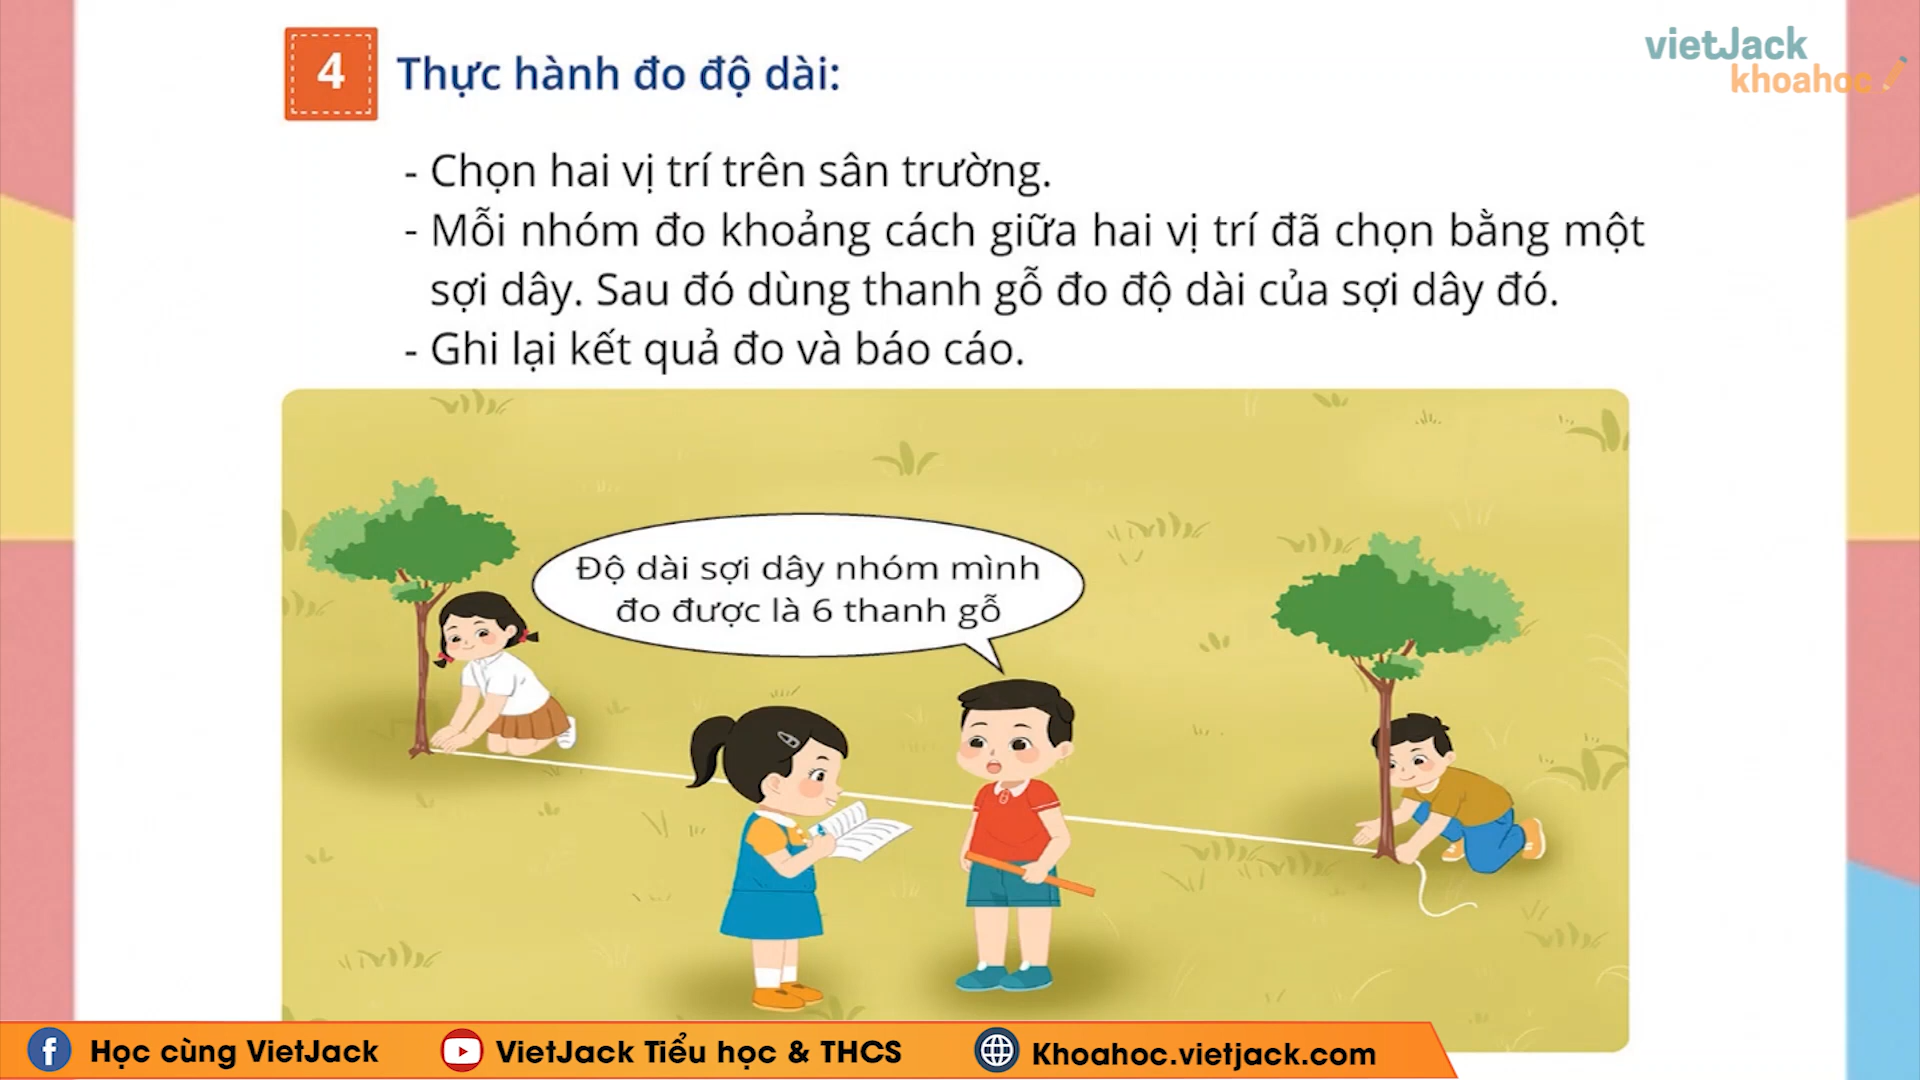 vietJack
khoahoc
4
Thực hành đo độ dài:
- Chọn hai vị trí trên sân trường.
- Mỗi nhóm đo khoảng cách giữa hai vị trí đã chọn bằng một
sợi dây. Sau đó dùng thanh gỗ đo độ dài của sợi dây đó.
- Ghi lại kết quả đo và báo cáo.
Độ dài sợi dây nhóm mình
đo được là 6 thanh gỗ
Học cùng VietJack
VietJack Tiểu học & THCS
Khoahoc.vietjack.com